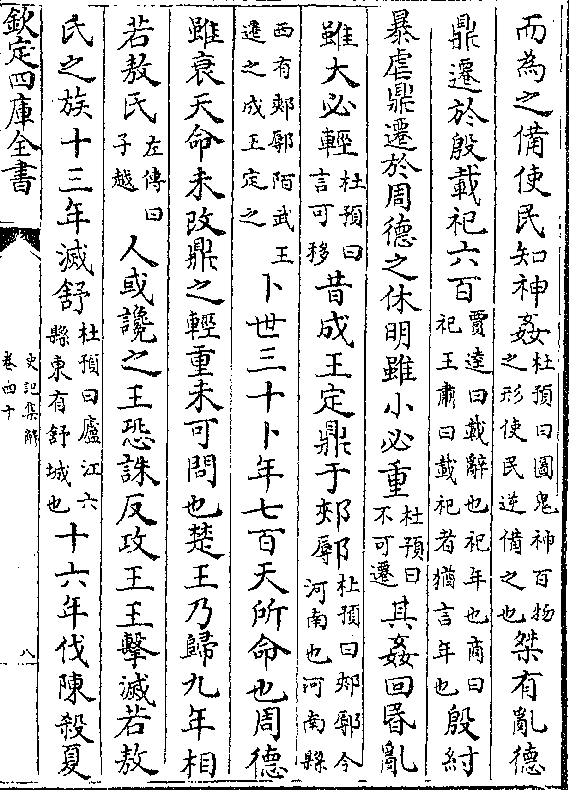 而為之備使民知神姦杜預曰圖鬼神百物之形使民逆備之也桀有亂德
鼎遷於殷載祀六百賈逵曰載辭也祀年也商曰祀王肅曰載祀者猶言年也殷紂
暴虐鼎遷於周德之休明雖小必重杜預曰不可遷其姦回昬亂
雖大必輕杜預曰言可移昔成王定鼎于郟鄏杜預曰郟鄏今河南也河南縣
西有郟鄏陌武王遷之成王定之卜世三十卜年七百天所命也周德
雖衰天命未改鼎之輕重未可問也楚王乃歸九年相
若敖氏左傳曰子越人或讒之王恐誅反攻王王擊滅若敖
氏之族十三年滅舒杜預曰廬江六縣東有舒城也十六年伐陳殺夏
欽定四庫全書
史記集解
卷四十
八